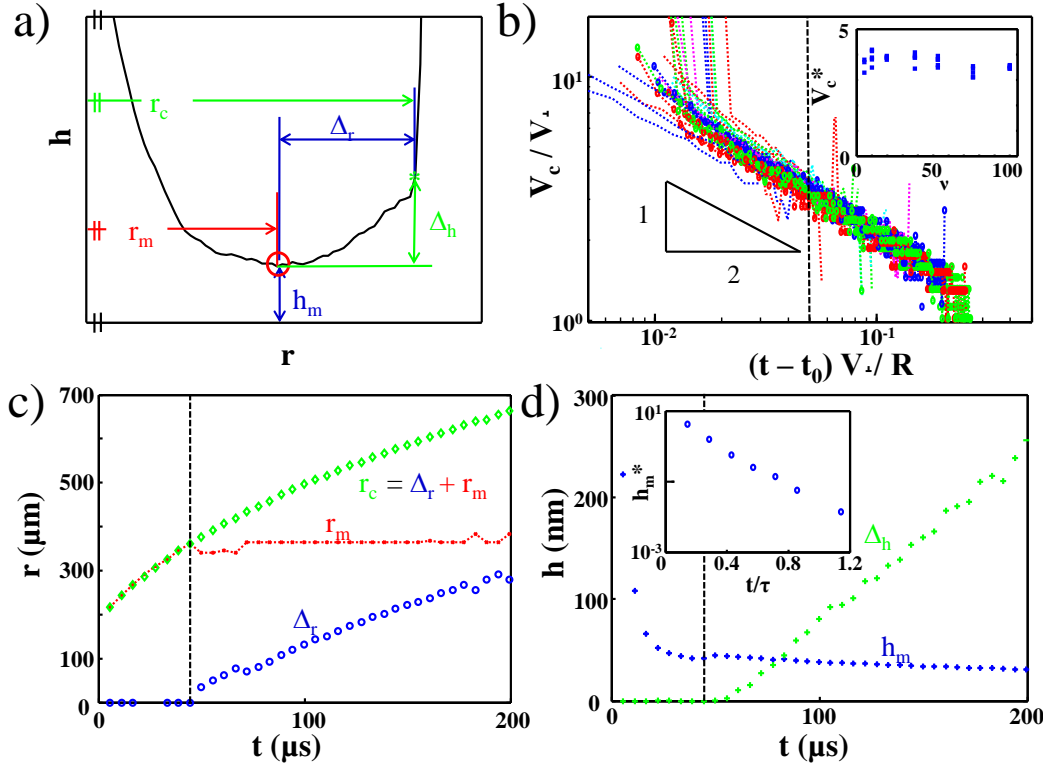 a)
h
r_c
Δ_r
r_m
Δ_h
h_m
r
b)
V_c / V_⊥
10^1
10^0
10^-2
10^-1
(t – t_0) V_⊥ / R
1
2
V_c^*
5
0
0
50
100
ν
c)
r (μm)
700
500
300
100
0
0
100
200
t (μs)
r_c = Δ_r + r_m
r_m
Δ_r
d)
h (nm)
300
200
100
0
0
100
200
t (μs)
Δ_h
h_m
h_m^*
10^1
10^-3
0.4
0.8
1.2
t/τ